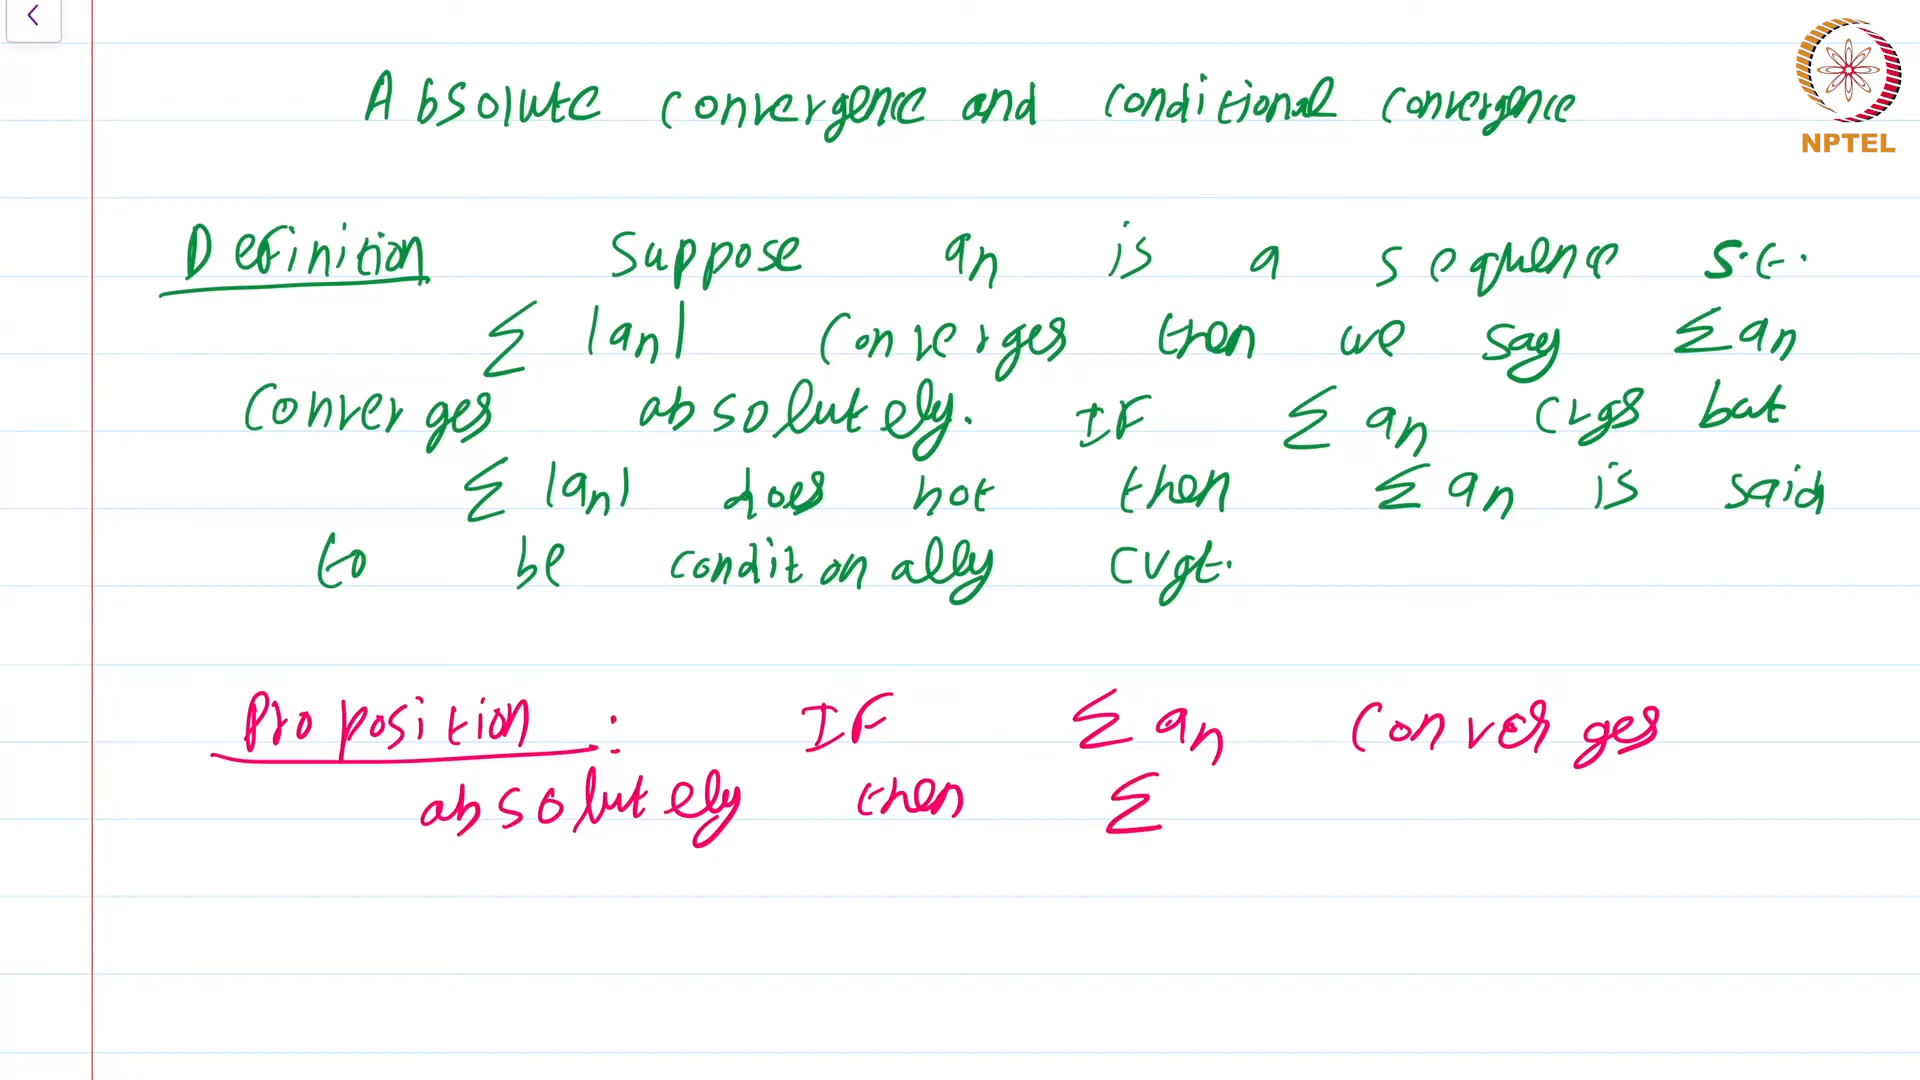 NPTEL
Absolute convergence and conditional convergence
Definition Suppose an is a sequence s.t.
Σ |an| converges then we say Σ an
converges absolutely. If Σ an cvgs but
Σ |an| does not then Σ an is said
to be conditonally cvgt.
Proposition : If Σ an converges
absolutely then Σ